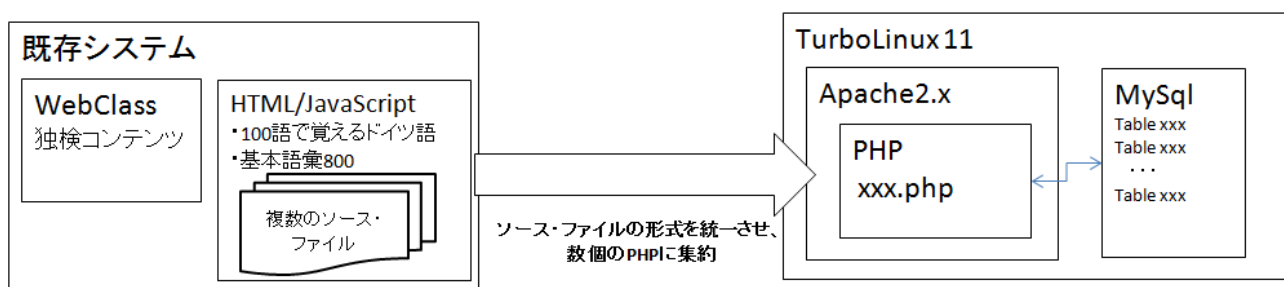 既存システム
WebClass
独検コンテンツ
HTML/JavaScript
・100語で覚えるドイツ語
・基本語彙800
複数のソース・
ファイル
ソース・ファイルの形式を統一させ、
数個のPHPに集約
TurboLinux 11
Apache2.x
PHP
xxx.php
MySql
Table xxx
Table xxx
・・・
Table xxx